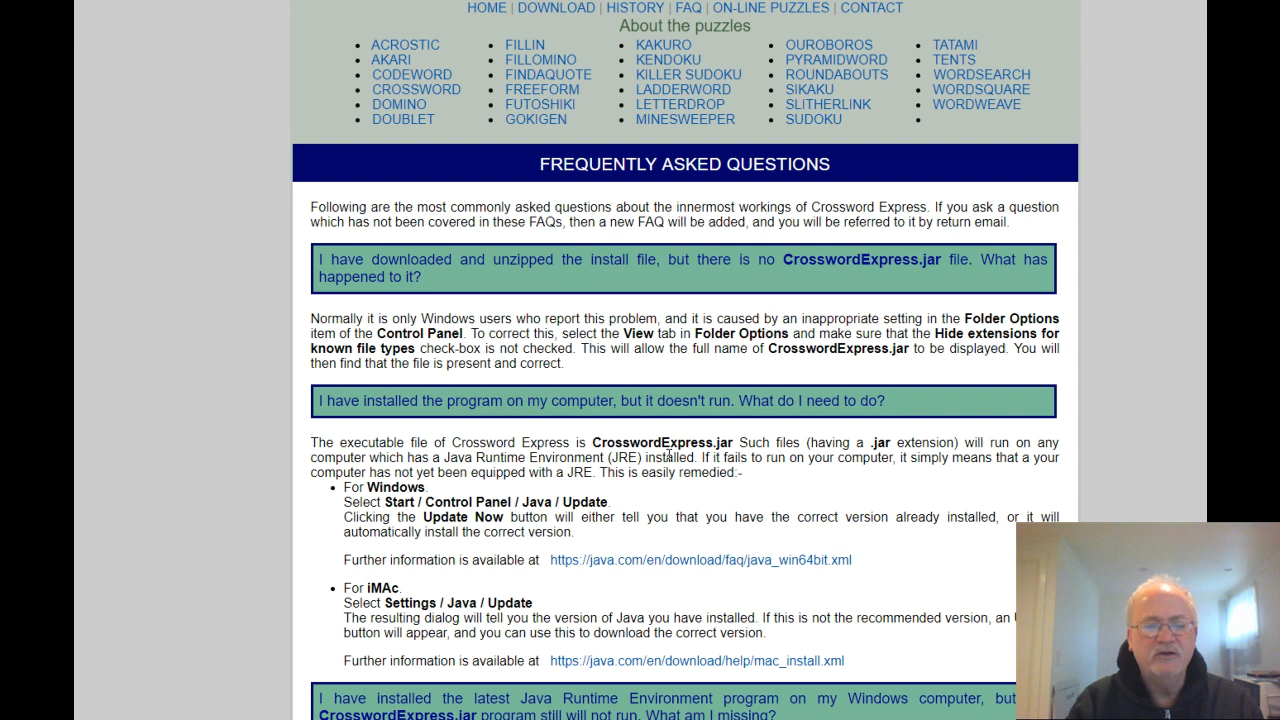 HOME | DOWNLOAD | HISTORY | FAQ | ON-LINE PUZZLES | CONTACT
About the puzzles
ACROSTIC
AKARI
CODEWORD
CROSSWORD
DOMINO
DOUBLET
FILLIN
FILLOMINO
FINDAQUOTE
FREEFORM
FUTOSHIKI
GOKIGEN
KAKURO
KENDOKU
KILLER SUDOKU
LADDERWORD
LETTERDROP
MINESWEEPER
OUROBOROS
PYRAMIDWORD
ROUNDABOUTS
SIKAKU
SLITHERLINK
SUDOKU
TATAMI
TENTS
WORDSEARCH
WORDSQUARE
WORDWEAVE
FREQUENTLY ASKED QUESTIONS
Following are the most commonly asked questions about the innermost workings of Crossword Express. If you ask a question
which has not been covered in these FAQs, then a new FAQ will be added, and you will be referred to it by return email.
I have downloaded and unzipped the install file, but there is no CrosswordExpress.jar file. What has
happened to it?
Normally it is only Windows users who report this problem, and it is caused by an inappropriate setting in the Folder Options
item of the Control Panel. To correct this, select the View tab in Folder Options and make sure that the Hide extensions for
known file types check-box is not checked. This will allow the full name of CrosswordExpress.jar to be displayed. You will
then find that the file is present and correct.
I have installed the program on my computer, but it doesn't run. What do I need to do?
The executable file of Crossword Express is CrosswordExpress.jar Such files (having a .jar extension) will run on any
computer which has a Java Runtime Environment (JRE) installed. If it fails to run on your computer, it simply means that a your
computer has not yet been equipped with a JRE. This is easily remedied:-
For Windows.
Select Start / Control Panel / Java / Update.
Clicking the Update Now button will either tell you that you have the correct version already installed, or it will
automatically install the correct version.
Further information is available at https://java.com/en/download/faq/java_win64bit.xml
For iMAc.
Select Settings / Java / Update
The resulting dialog will tell you the version of Java you have installed. If this is not the recommended version, an
button will appear, and you can use this to download the correct version.
Further information is available at https://java.com/en/download/help/mac_install.xml
I have installed the latest Java Runtime Environment program on my Windows computer, but
CrosswordExpress.jar program still will not run. What am I missing?